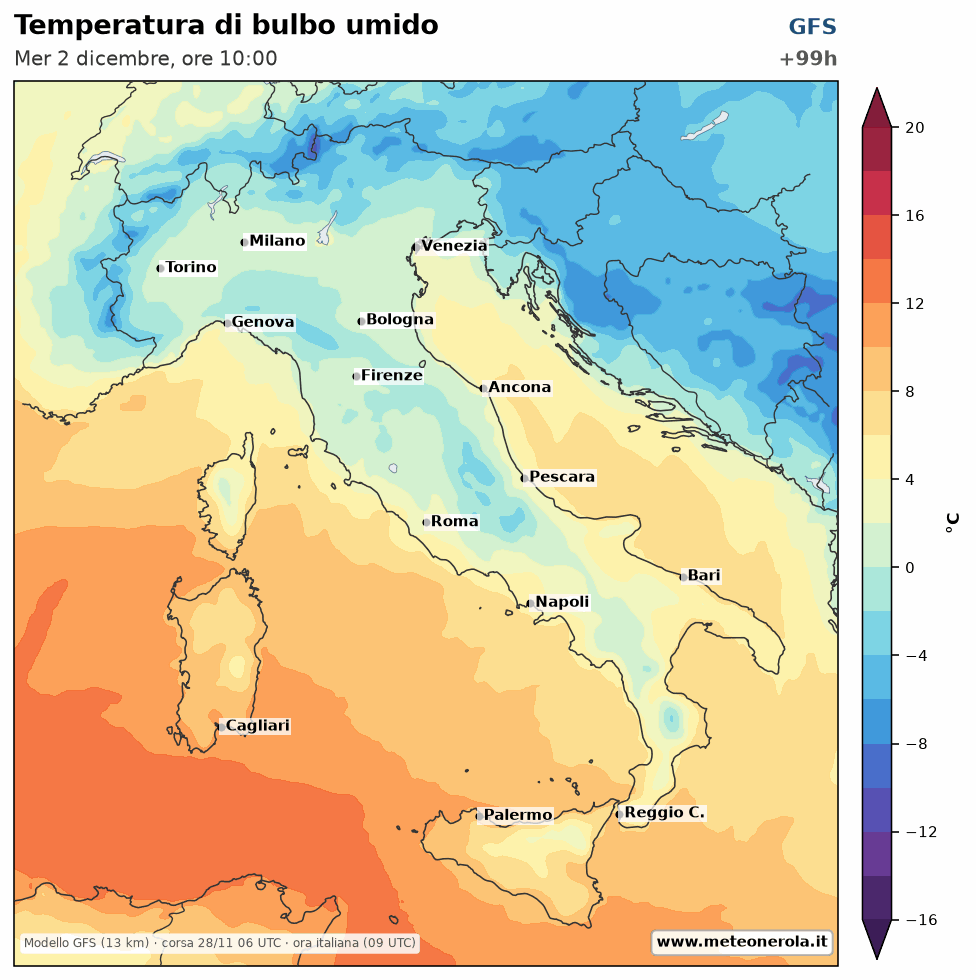 Temperatura di bulbo umido
GFS
Mer 2 dicembre, ore 10:00
+99h
Milano
Venezia
Torino
Genova
Bologna
Firenze
Ancona
Pescara
Roma
Bari
Napoli
Cagliari
Palermo
Reggio C.
20
16
12
8
4
0
−4
−8
−12
−16
°C
Modello GFS (13 km) · corsa 28/11 06 UTC · ora italiana (09 UTC)
www.meteonerola.it